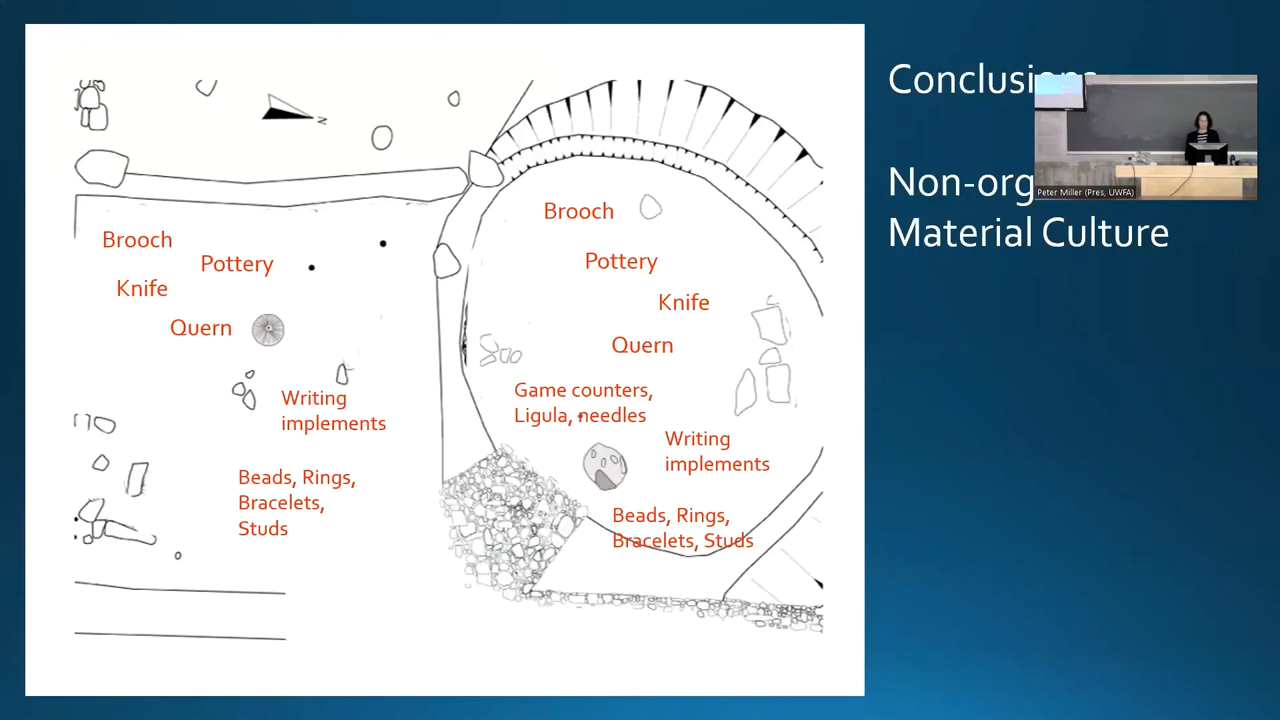 Conclusions
Non-org
Material Culture
Peter Miller (Pres, UWFA)
N
Brooch
Pottery
Knife
Quern
Writing
implements
Beads, Rings,
Bracelets,
Studs
Brooch
Pottery
Knife
Quern
Game counters,
Ligula, needles
Writing
implements
Beads, Rings,
Bracelets, Studs